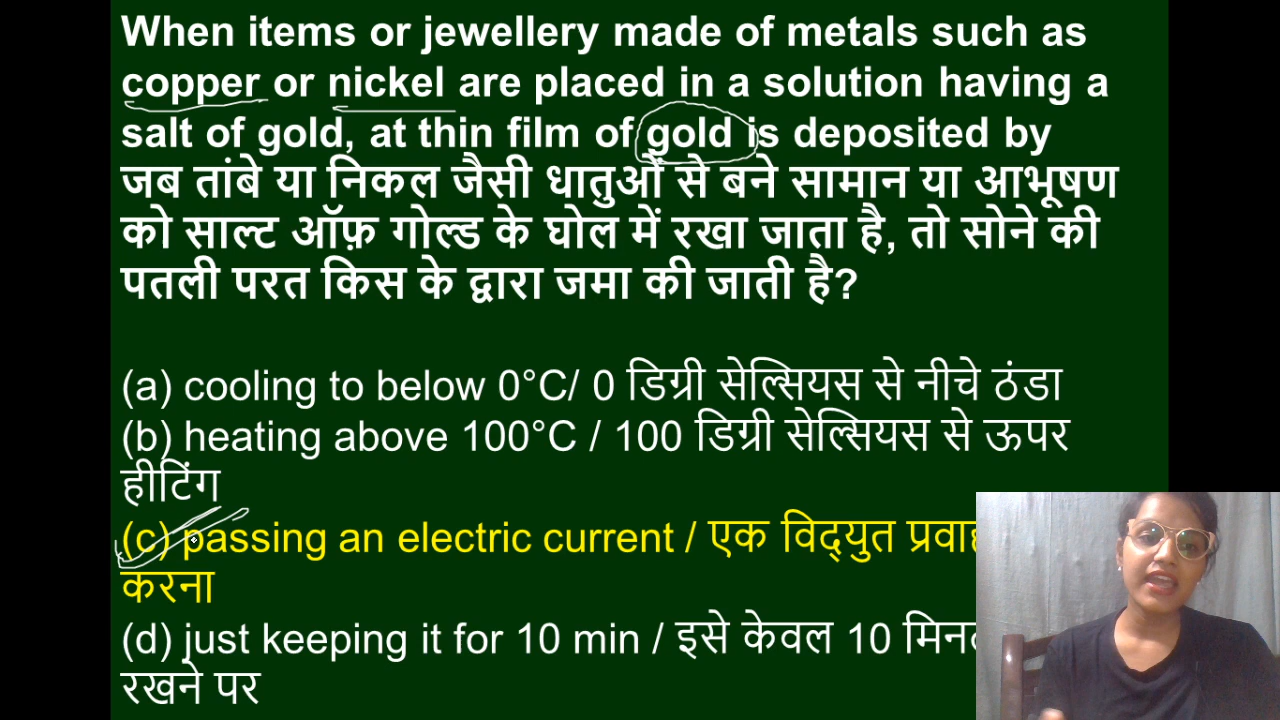 When items or jewellery made of metals such as
copper or nickel are placed in a solution having a
salt of gold, at thin film of gold is deposited by
जब तांबे या निकल जैसी धातुओं से बने सामान या आभूषण
को साल्ट ऑफ़ गोल्ड के घोल में रखा जाता है, तो सोने की
पतली परत किस के द्वारा जमा की जाती है?
(a) cooling to below 0°C/ 0 डिग्री सेल्सियस से नीचे ठंडा
(b) heating above 100°C / 100 डिग्री सेल्सियस से ऊपर
हीटिंग
(c) passing an electric current / एक विद्युत
करना
(d) just keeping it for 10 min / इसे केवल 10
रखने पर